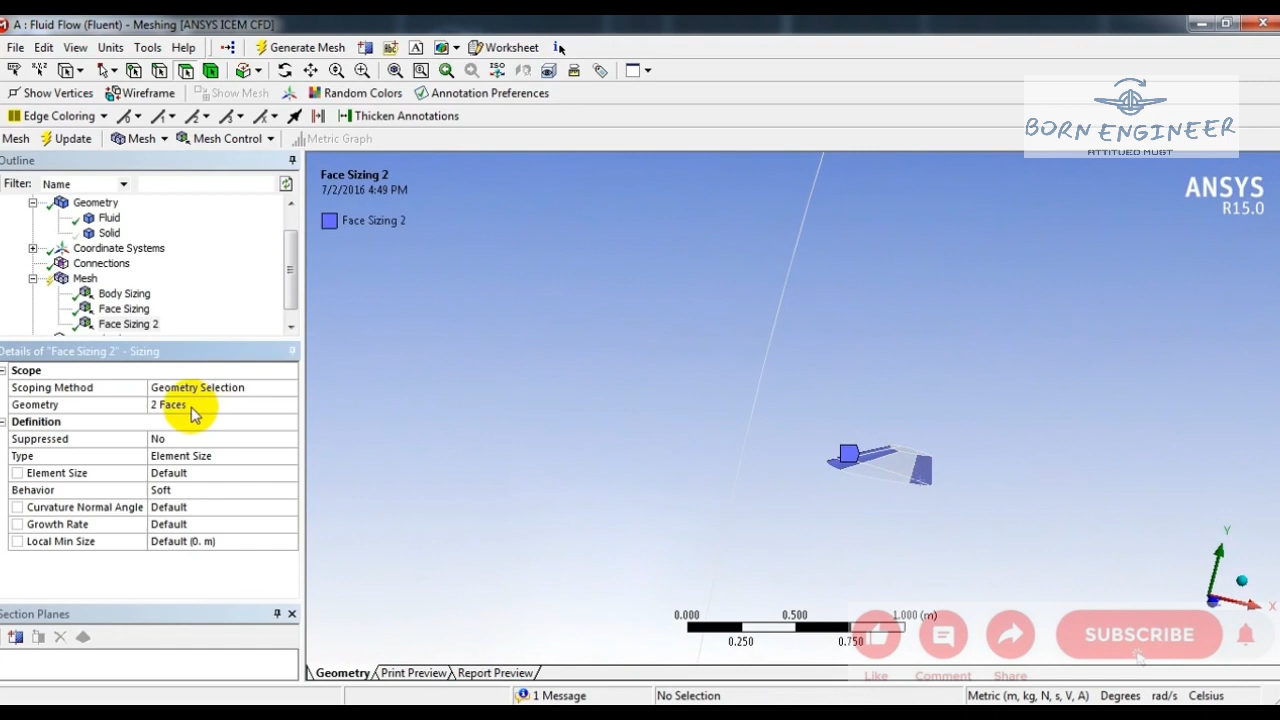 A : Fluid Flow (Fluent) - Meshing [ANSYS ICEM CFD]
File Edit View Units Tools Help Generate Mesh A Worksheet i
Show Vertices Wireframe Show Mesh Random Colors Annotation Preferences
Edge Coloring Thicken Annotations
Mesh Update Mesh Mesh Control Metric Graph
BORN ENGINEER
ATTITUED MUST
Outline
Filter: Name
Geometry
Fluid
Solid
Coordinate Systems
Connections
Mesh
Body Sizing
Face Sizing
Face Sizing 2
Details of "Face Sizing 2" - Sizing
Scope
Scoping Method Geometry Selection
Geometry 2 Faces
Definition
Suppressed No
Type Element Size
Element Size Default
Behavior Soft
Curvature Normal Angle Default
Growth Rate Default
Local Min Size Default (0. m)
Section Planes
Face Sizing 2
7/2/2016 4:49 PM
Face Sizing 2
ANSYS
R15.0
Y
X
0.000 0.500 1.000 (m)
0.250 0.750
SUBSCRIBE
Like Comment Share
Geometry Print Preview Report Preview
1 Message No Selection Metric (m, kg, N, s, V, A) Degrees rad/s Celsius